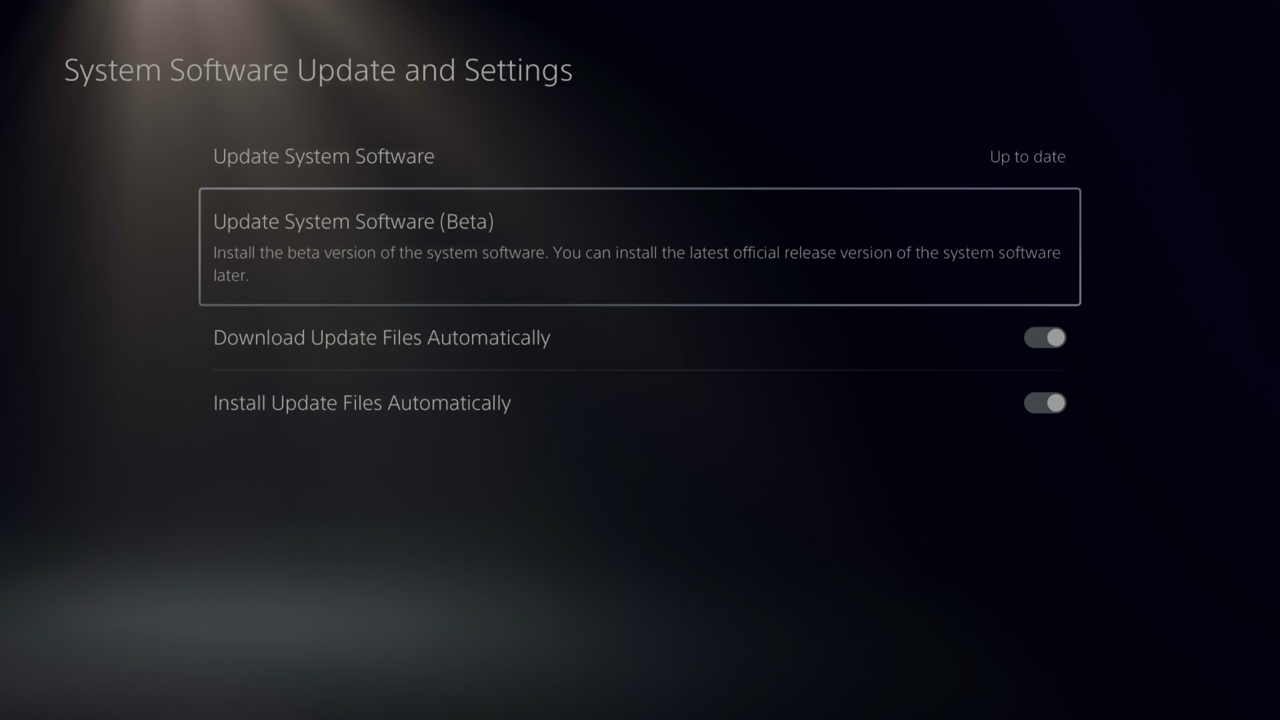 System Software Update and Settings
Update System Software
Up to date
Update System Software (Beta)
Install the beta version of the system software. You can install the latest official release version of the system software
later.
Download Update Files Automatically
Install Update Files Automatically